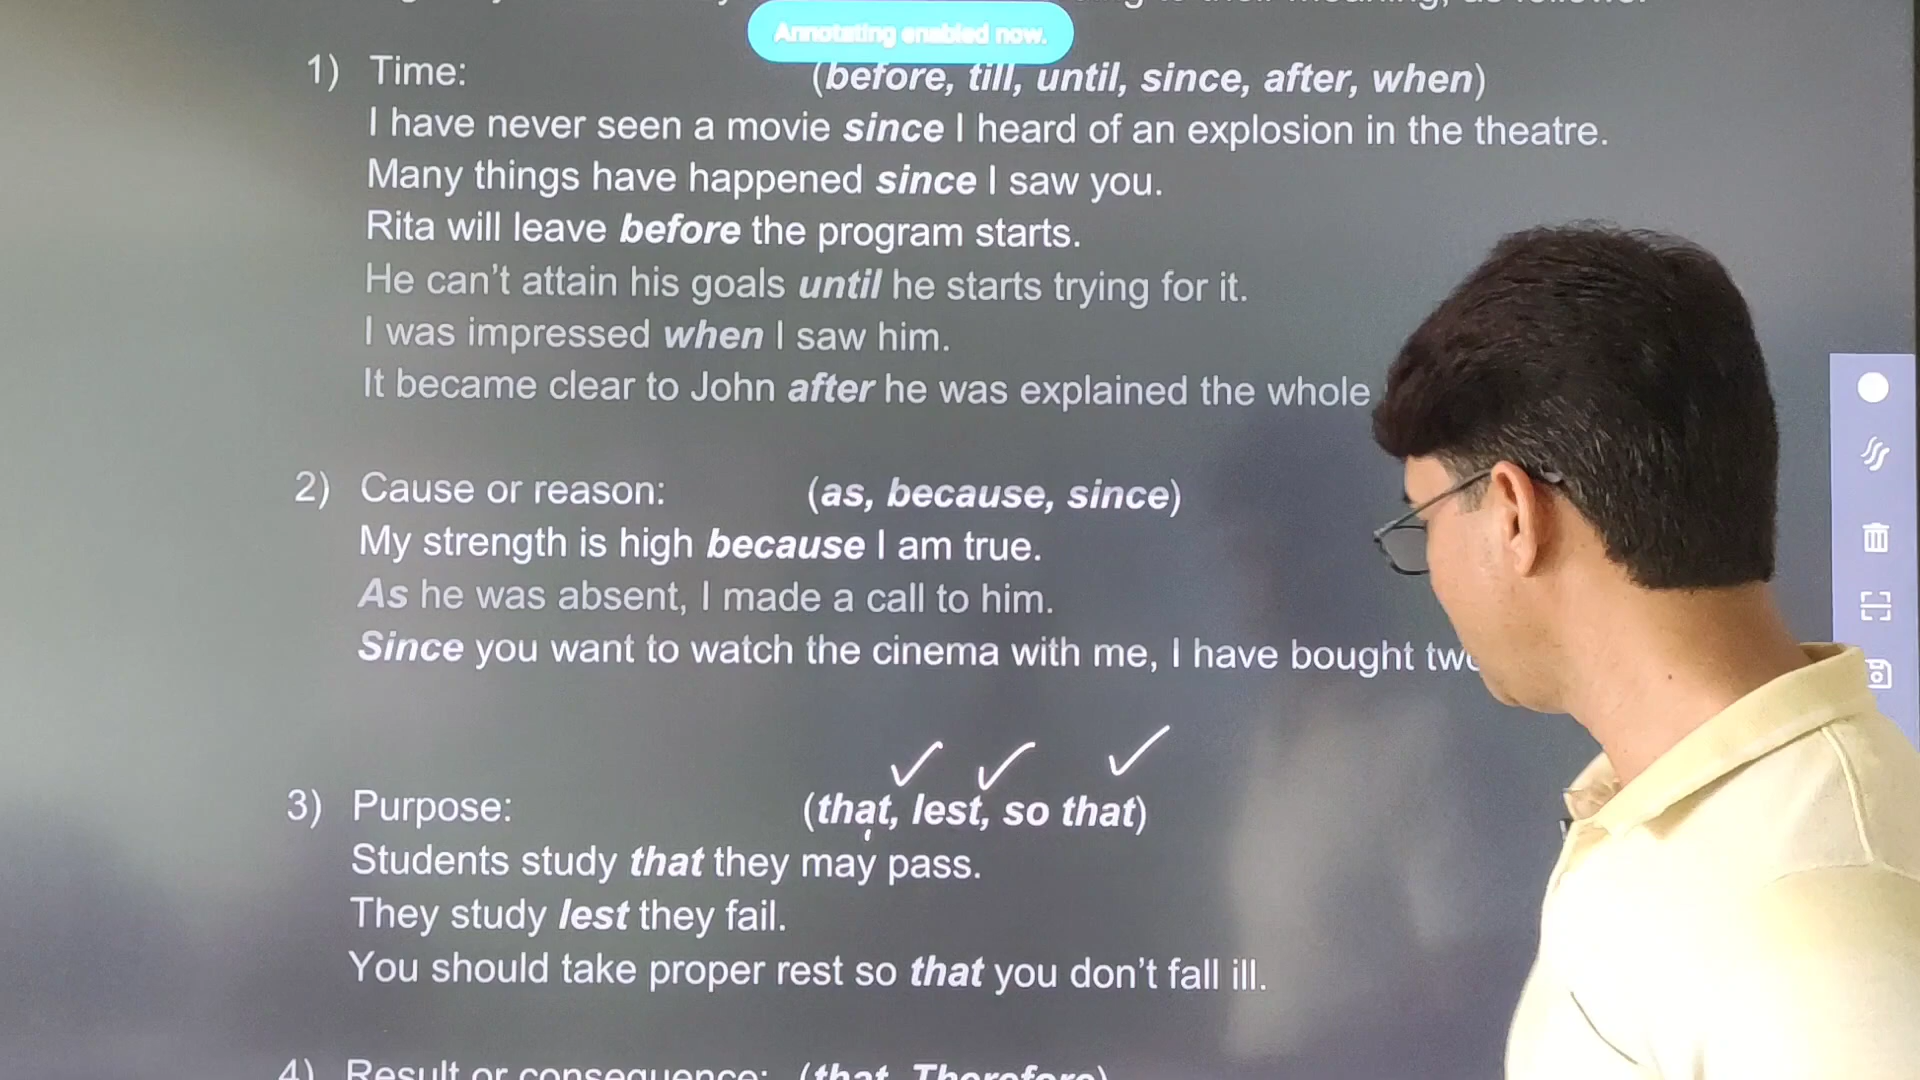 Annotating enabled now.
1) Time: (before, till, until, since, after, when)
I have never seen a movie since I heard of an explosion in the theatre.
Many things have happened since I saw you.
Rita will leave before the program starts.
He can't attain his goals until he starts trying for it.
I was impressed when I saw him.
It became clear to John after he was explained the whole
2) Cause or reason: (as, because, since)
My strength is high because I am true.
As he was absent, I made a call to him.
Since you want to watch the cinema with me, I have bought
3) Purpose: (that, lest, so that)
Students study that they may pass.
They study lest they fail.
You should take proper rest so that you don't fall ill.
4) Result or consequence: (that, Therefore)